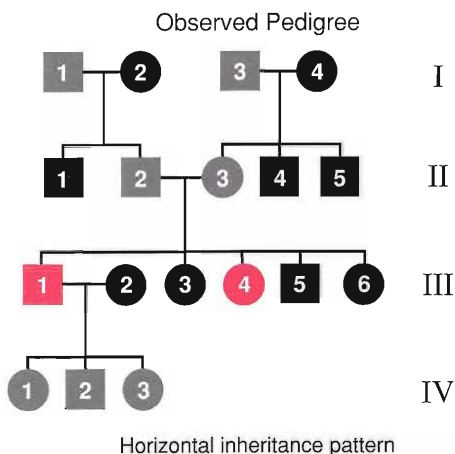 Observed Pedigree
1 2 3 4 I
1 2 3 4 5 II
1 2 3 4 5 6 III
1 2 3 IV
Horizontal inheritance pattern